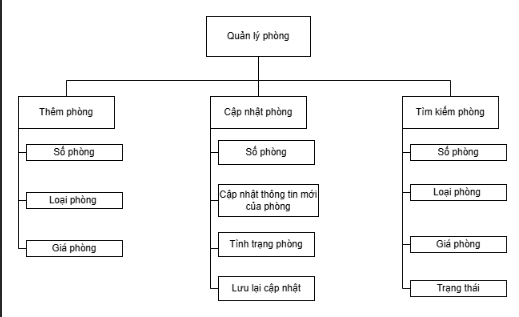 Quản lý phòng
Thêm phòng
Cập nhật phòng
Tìm kiếm phòng
Số phòng
Loại phòng
Giá phòng
Số phòng
Cập nhật thông tin mới
của phòng
Tình trạng phòng
Lưu lại cập nhật
Số phòng
Loại phòng
Giá phòng
Trạng thái